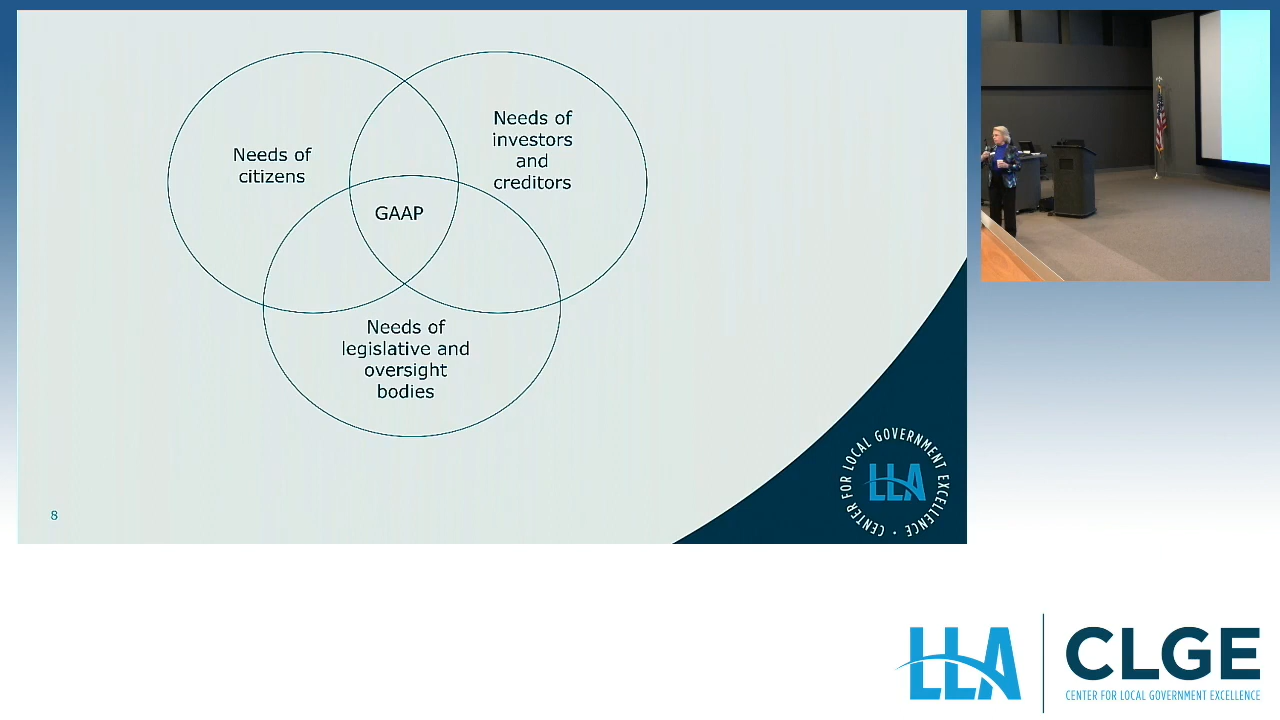 Needs of
citizens
Needs of
investors
and
creditors
GAAP
Needs of
legislative and
oversight
bodies
8
CENTER FOR LOCAL GOVERNMENT EXCELLENCE ·
LLA
LLA
CLGE
CENTER FOR LOCAL GOVERNMENT EXCELLENCE